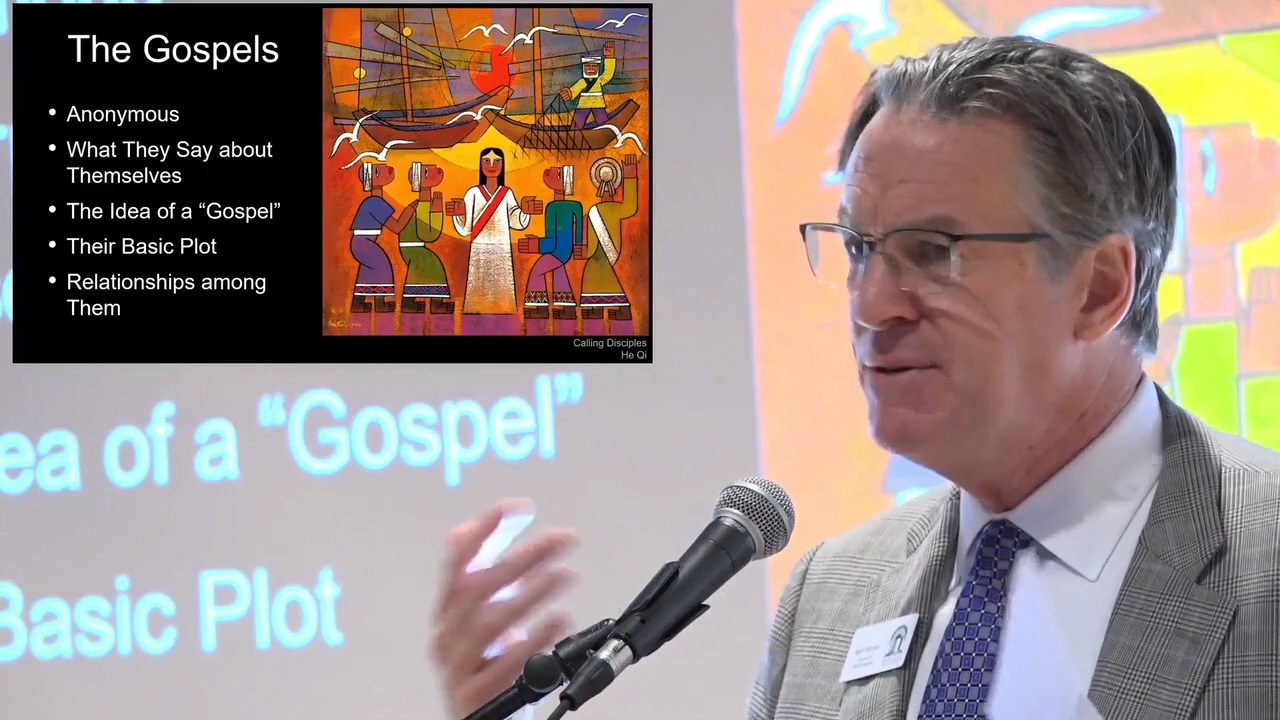 The Gospels
• Anonymous
• What They Say about
Themselves
• The Idea of a “Gospel”
• Their Basic Plot
• Relationships among
Them
Calling Disciples
He Qi
ea of a “Gospel”
Basic Plot